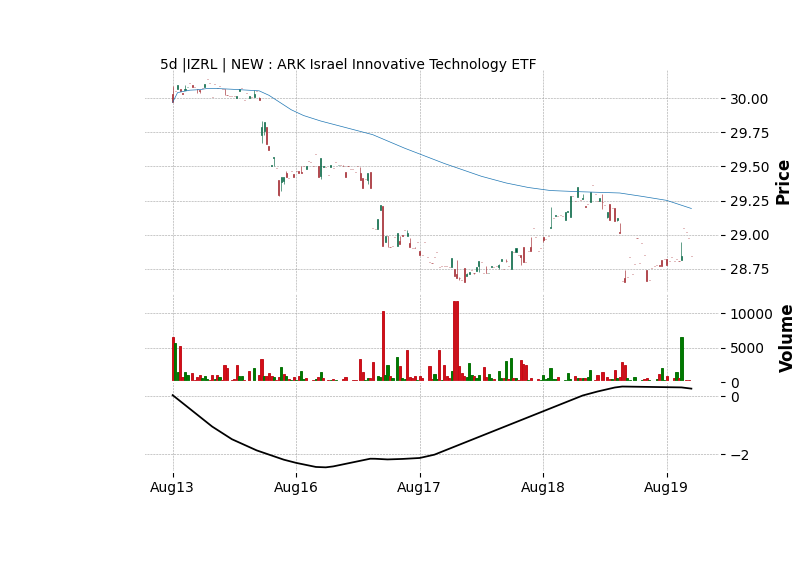 5d |IZRL | NEW : ARK Israel Innovative Technology ETF
30.00
29.75
29.50
29.25
29.00
28.75
Price
10000
5000
0
Volume
0
−2
Aug13
Aug16
Aug17
Aug18
Aug19